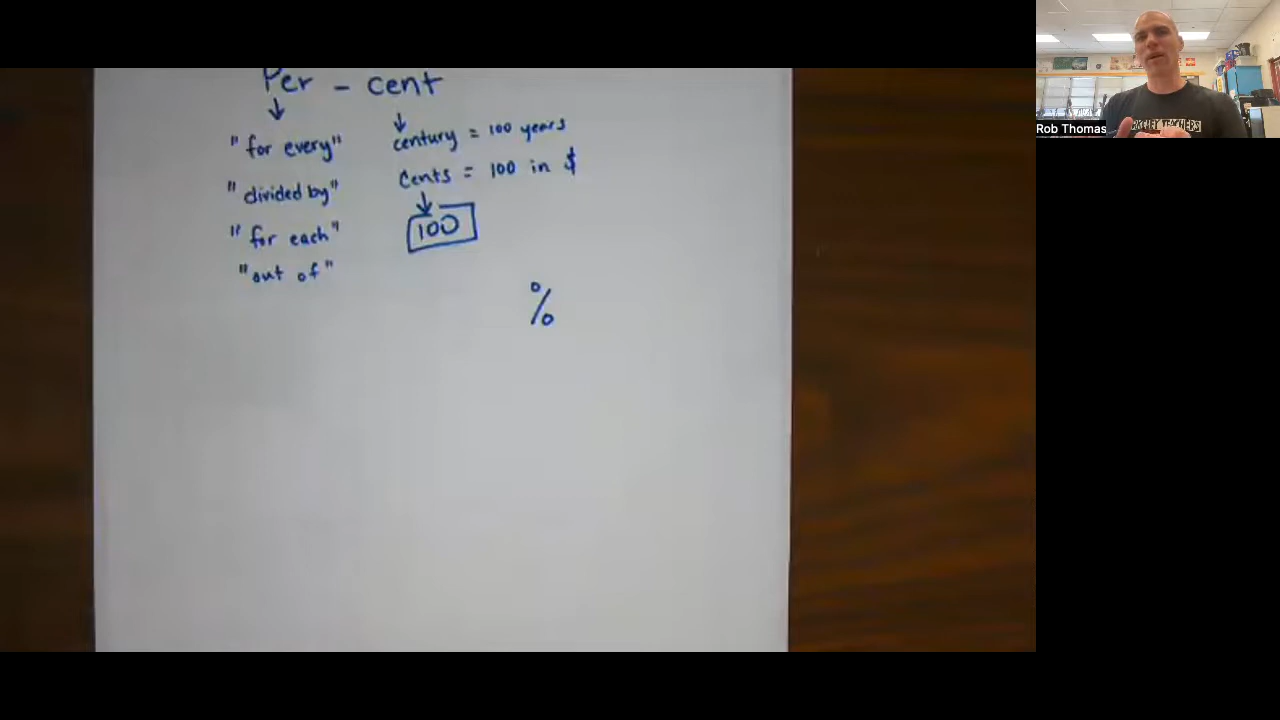 Per - cent
"for every"
"divided by"
"for each"
"out of"
century = 100 years
Cents = 100 in $
100
%
Rob Thomas
TEACHERS